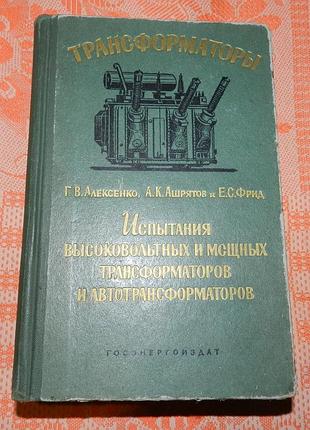 ТРАНСФОРМАТОРЫ
Г.В.АЛЕКСЕНКО, А.К.АШРЯТОВ И Е.С.ФРИД
ИСПЫТАНИЯ
ВЫСОКОВОЛЬТНЫХ И МОЩНЫХ
ТРАНСФОРМАТОРОВ
И АВТОТРАНСФОРМАТОРОВ
ГОСЭНЕРГОИЗДАТ